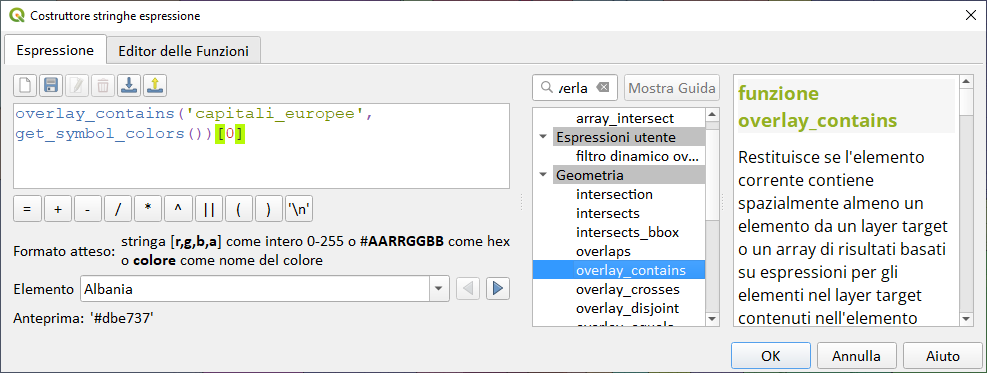 Costruttore stringhe espressione
Espressione
Editor delle Funzioni
overlay_contains('capitali_europee',
get_symbol_colors())[0]
= + - / * ^ || ( ) '\n'
Formato atteso: stringa [r,g,b,a] come intero 0-255 o #AARRGGBB come hex
o colore come nome del colore
Elemento Albania
Anteprima: '#dbe737'
verla
Mostra Guida
array_intersect
Espressioni utente
filtro dinamico ov...
Geometria
intersection
intersects
intersects_bbox
overlaps
overlay_contains
overlay_crosses
overlay_disjoint
funzione
overlay_contains
Restituisce se l'elemento
corrente contiene
spazialmente almeno un
elemento da un layer target
o un array di risultati basati
su espressioni per gli
elementi nel layer target
contenuti nell'elemento
OK
Annulla
Aiuto